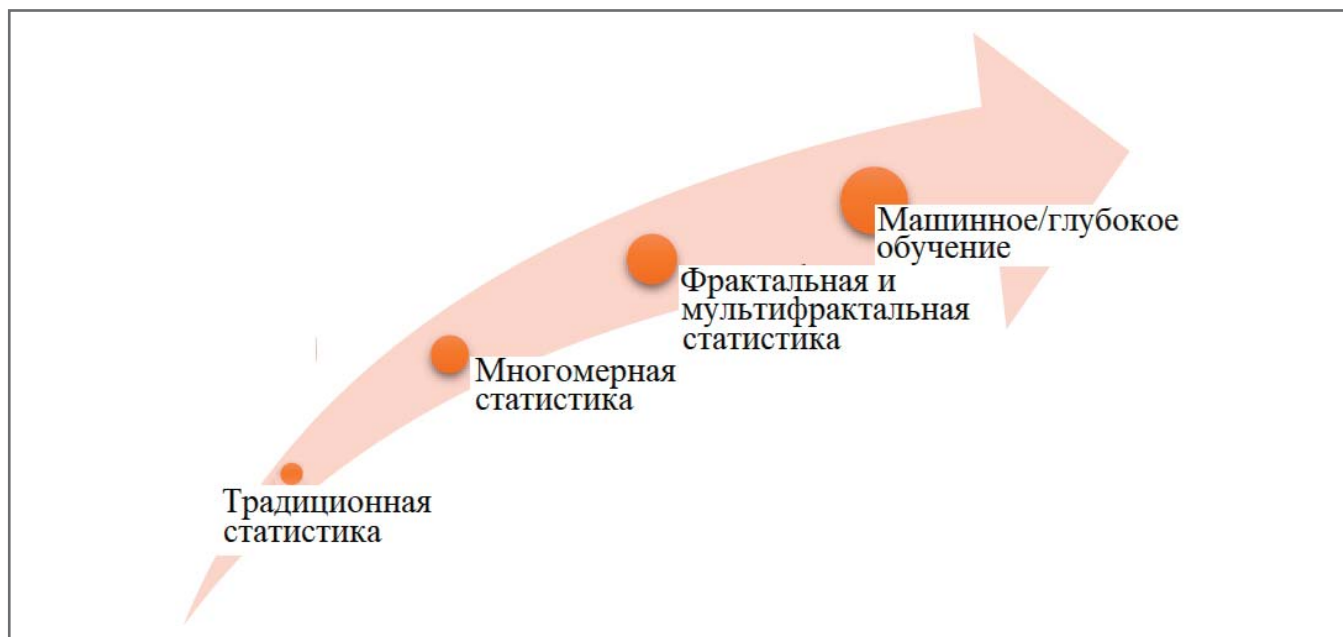 Машинное/глубокое
обучение
Фрактальная и
мультифрактальная
статистика
Многомерная
статистика
Традиционная
статистика